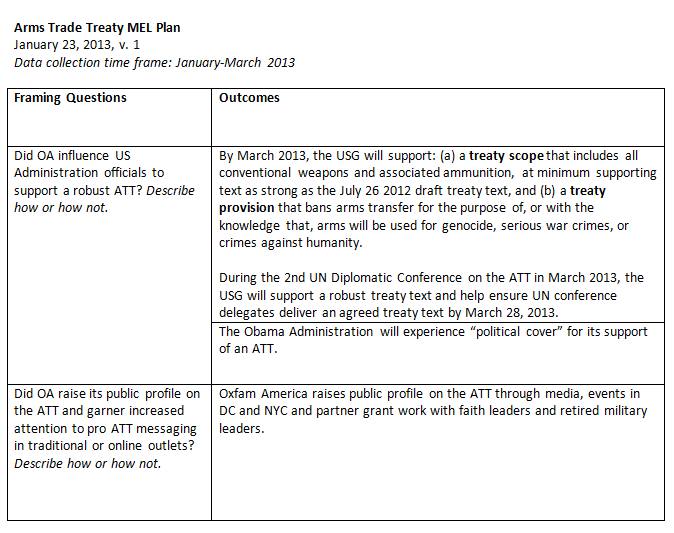 Arms Trade Treaty MEL Plan
January 23, 2013, v. 1
Data collection time frame: January-March 2013
Framing Questions
Outcomes
Did OA influence US
Administration officials to
support a robust ATT? Describe
how or how not.
By March 2013, the USG will support: (a) a treaty scope that includes all
conventional weapons and associated ammunition, at minimum supporting
text as strong as the July 26 2012 draft treaty text, and (b) a treaty
provision that bans arms transfer for the purpose of, or with the
knowledge that, arms will be used for genocide, serious war crimes, or
crimes against humanity.
During the 2nd UN Diplomatic Conference on the ATT in March 2013, the
USG will support a robust treaty text and help ensure UN conference
delegates deliver an agreed treaty text by March 28, 2013.
The Obama Administration will experience “political cover” for its support
of an ATT.
Did OA raise its public profile on
the ATT and garner increased
attention to pro ATT messaging
in traditional or online outlets?
Describe how or how not.
Oxfam America raises public profile on the ATT through media, events in
DC and NYC and partner grant work with faith leaders and retired military
leaders.